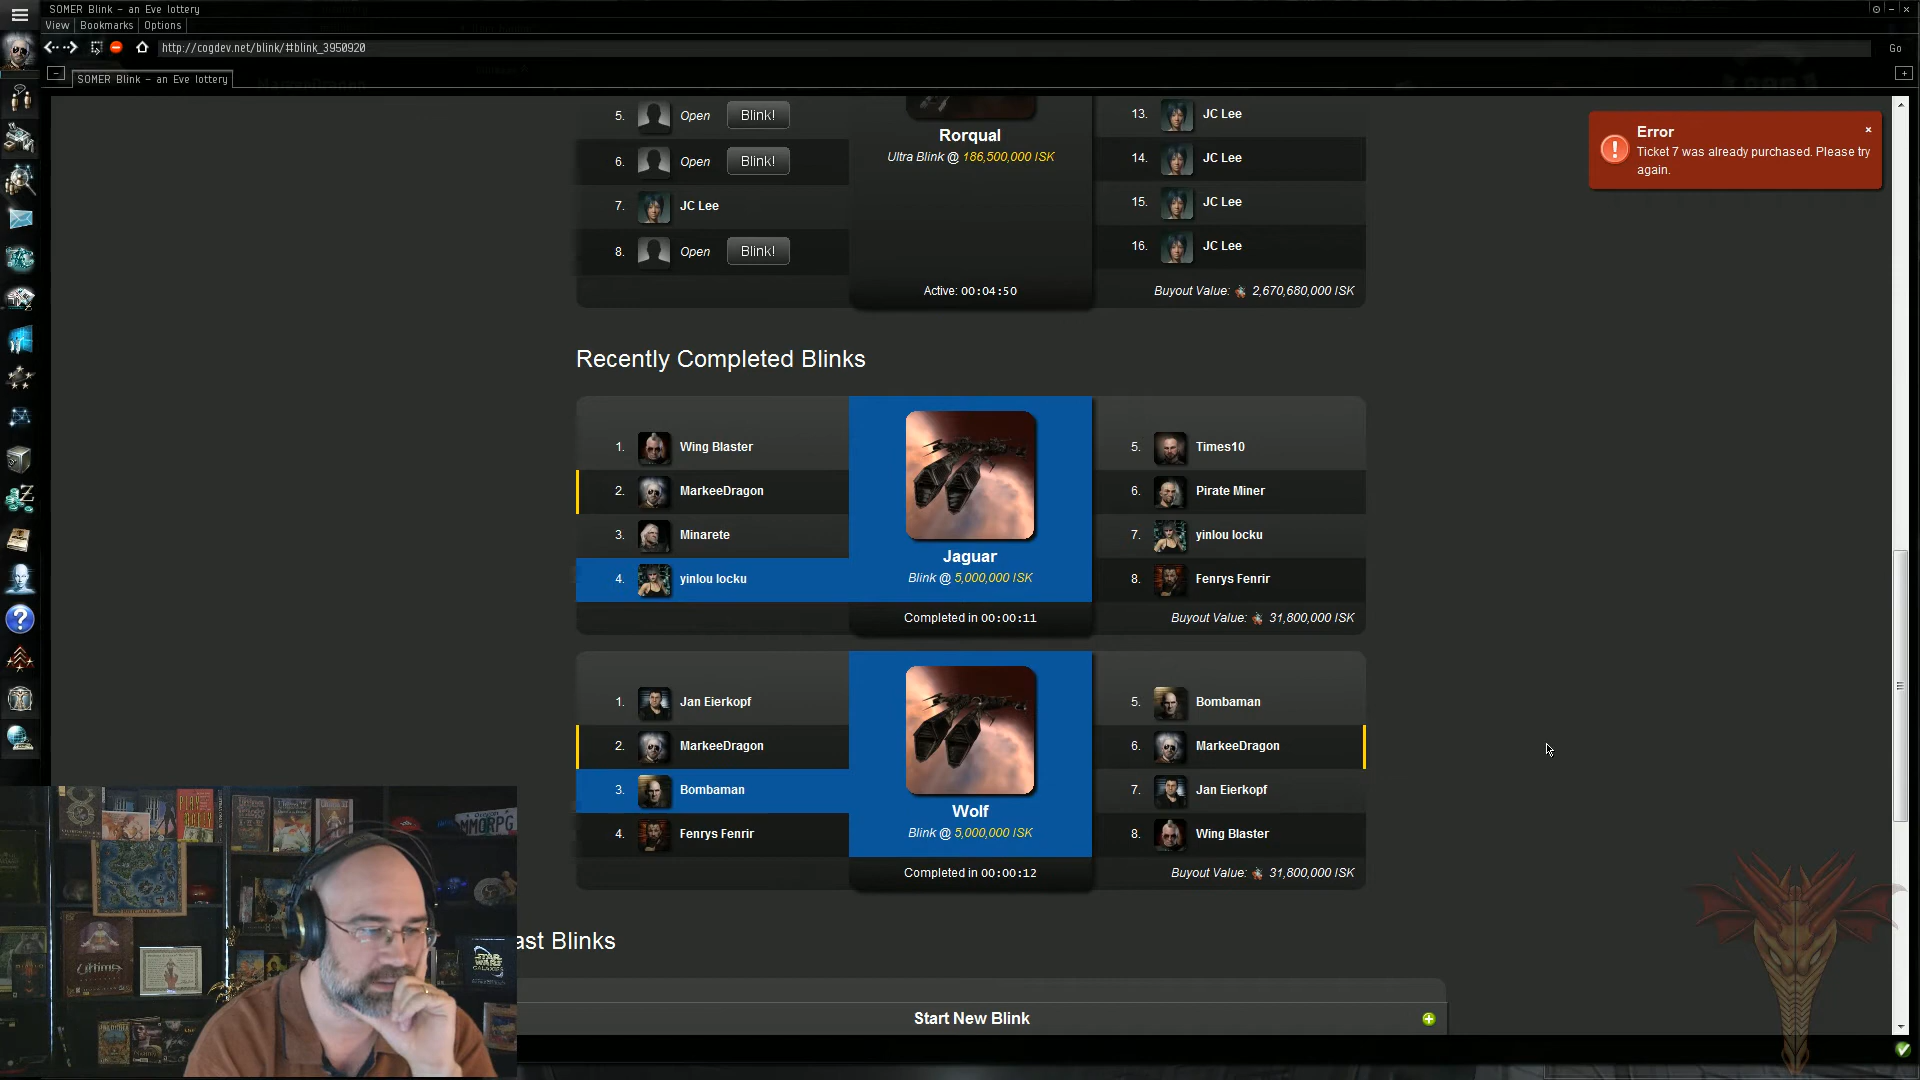 SOMER Blink – an Eve lottery
View Bookmarks Options
http://cogdev.net/blink/#blink_3950920
Go
SOMER Blink – an Eve lottery
5. Open Blink!
6. Open Blink!
7. JC Lee
8. Open Blink!
Rorqual
Ultra Blink @ 186,500,000 ISK
Active: 00:04:50
13. JC Lee
14. JC Lee
15. JC Lee
16. JC Lee
Buyout Value: 2,670,680,000 ISK
Error
Ticket 7 was already purchased. Please try
again.
Recently Completed Blinks
1. Wing Blaster
2. MarkeeDragon
3. Minarete
4. yinlou locku
Jaguar
Blink @ 5,000,000 ISK
Completed in 00:00:11
5. Times10
6. Pirate Miner
7. yinlou locku
8. Fenrys Fenrir
Buyout Value: 31,800,000 ISK
1. Jan Eierkopf
2. MarkeeDragon
3. Bombaman
4. Fenrys Fenrir
Wolf
Blink @ 5,000,000 ISK
Completed in 00:00:12
5. Bombaman
6. MarkeeDragon
7. Jan Eierkopf
8. Wing Blaster
Buyout Value: 31,800,000 ISK
ast Blinks
Start New Blink
MMORPG
ultima
STAR
WARS
GALAXIES